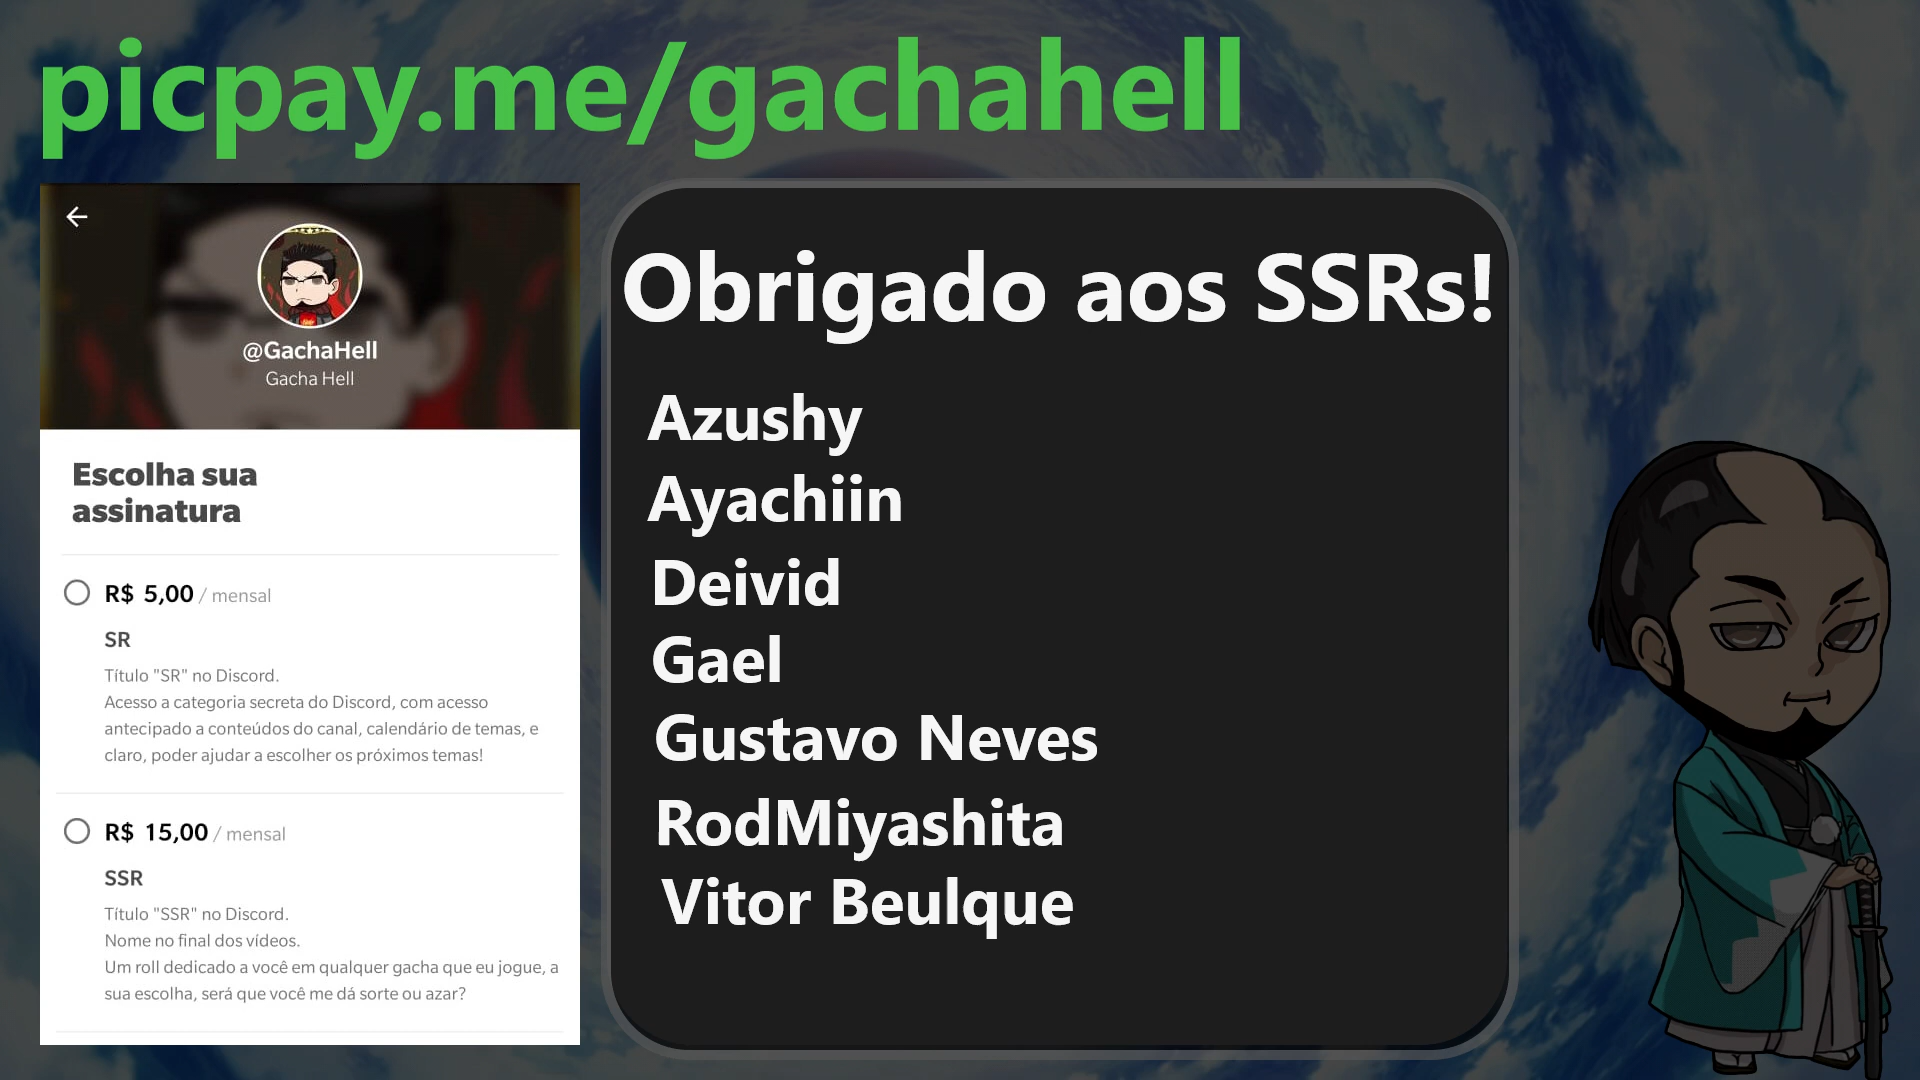 picpay.me/gachahell
@GachaHell
Gacha Hell
Escolha sua
assinatura
R$ 5,00 / mensal
SR
Título "SR" no Discord.
Acesso a categoria secreta do Discord, com acesso
antecipado a conteúdos do canal, calendário de temas, e
claro, poder ajudar a escolher os próximos temas!
R$ 15,00 / mensal
SSR
Título "SSR" no Discord.
Nome no final dos vídeos.
Um roll dedicado a você em qualquer gacha que eu jogue, a
sua escolha, será que você me dá sorte ou azar?
Obrigado aos SSRs!
Azushy
Ayachiin
Deivid
Gael
Gustavo Neves
RodMiyashita
Vitor Beulque